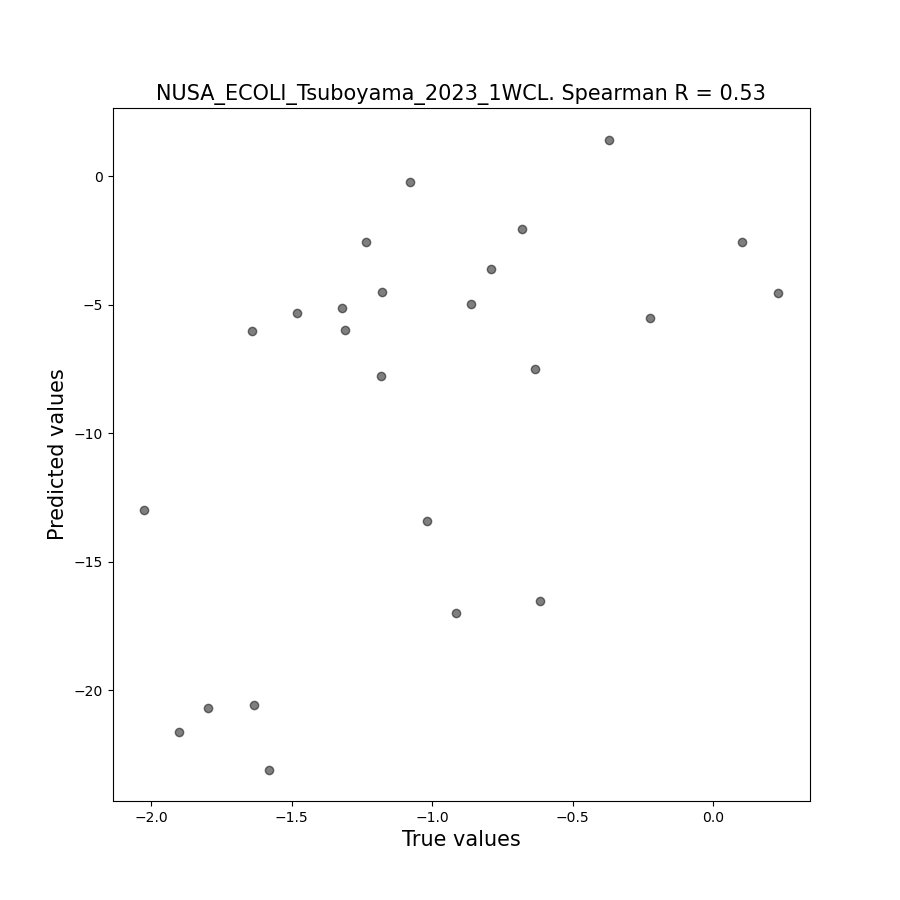 NUSA_ECOLI_Tsuboyama_2023_1WCL. Spearman R = 0.53
0
−5
−10
−15
−20
Predicted values
−2.0 −1.5 −1.0 −0.5 0.0
True values